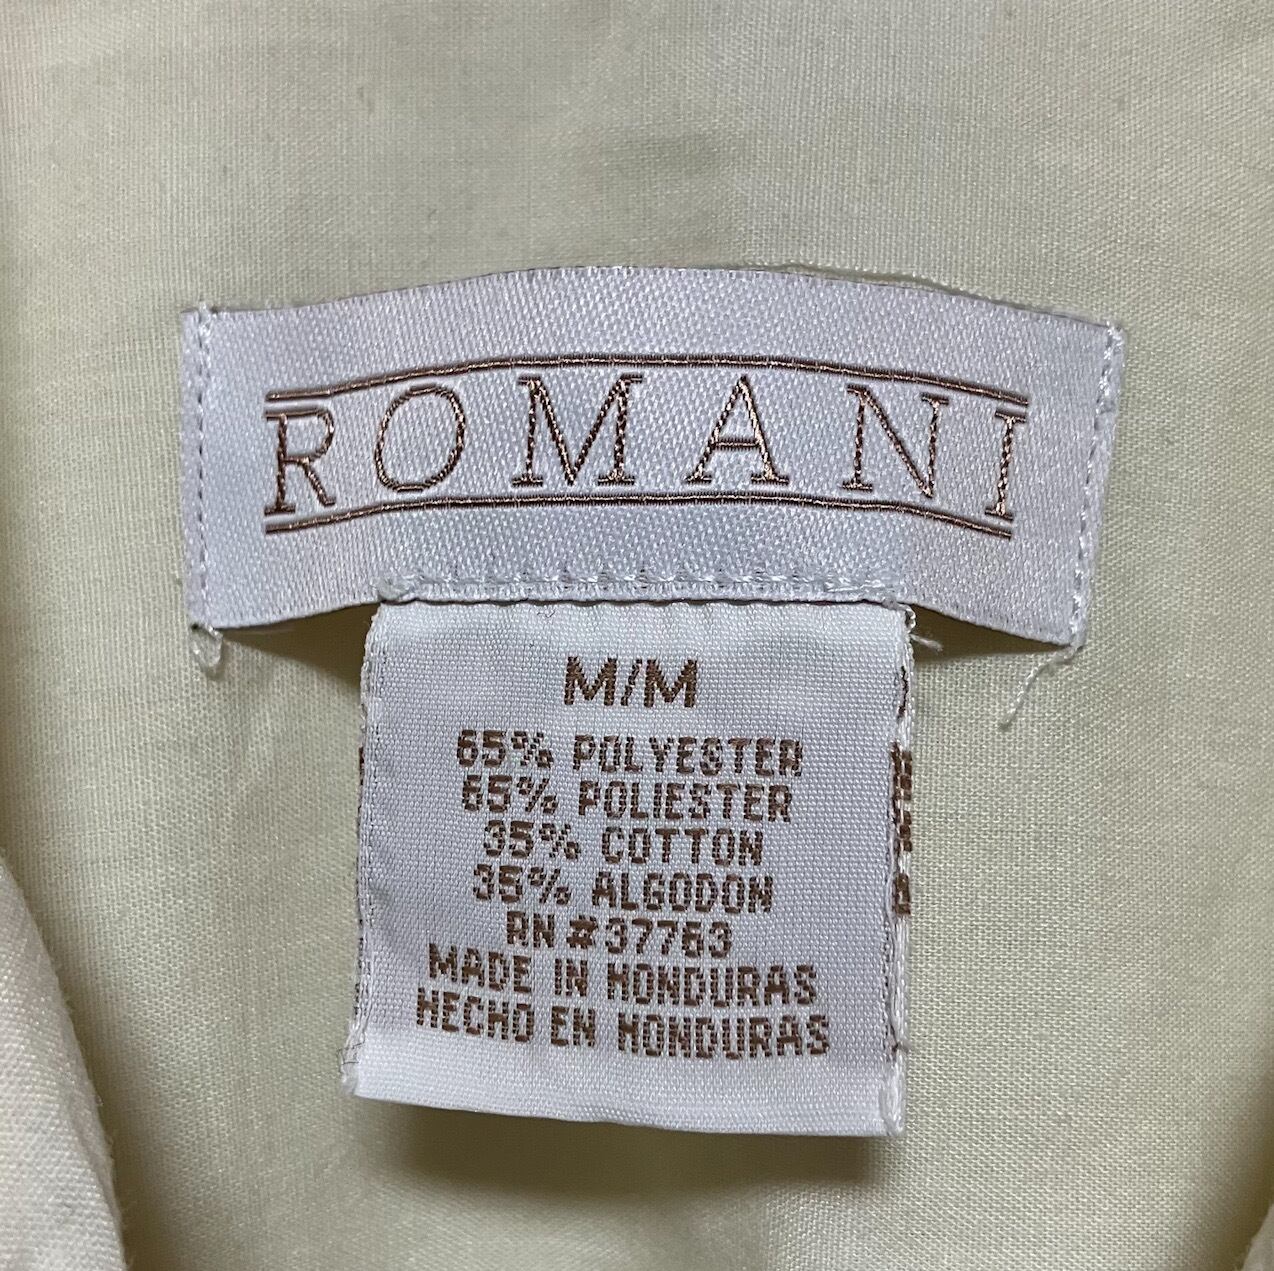 ROMANI
M/M
65% POLYESTER
65% POLIESTER
35% COTTON
35% ALGODON
RN #37763
MADE IN HONDURAS
HECHO EN HONDURAS